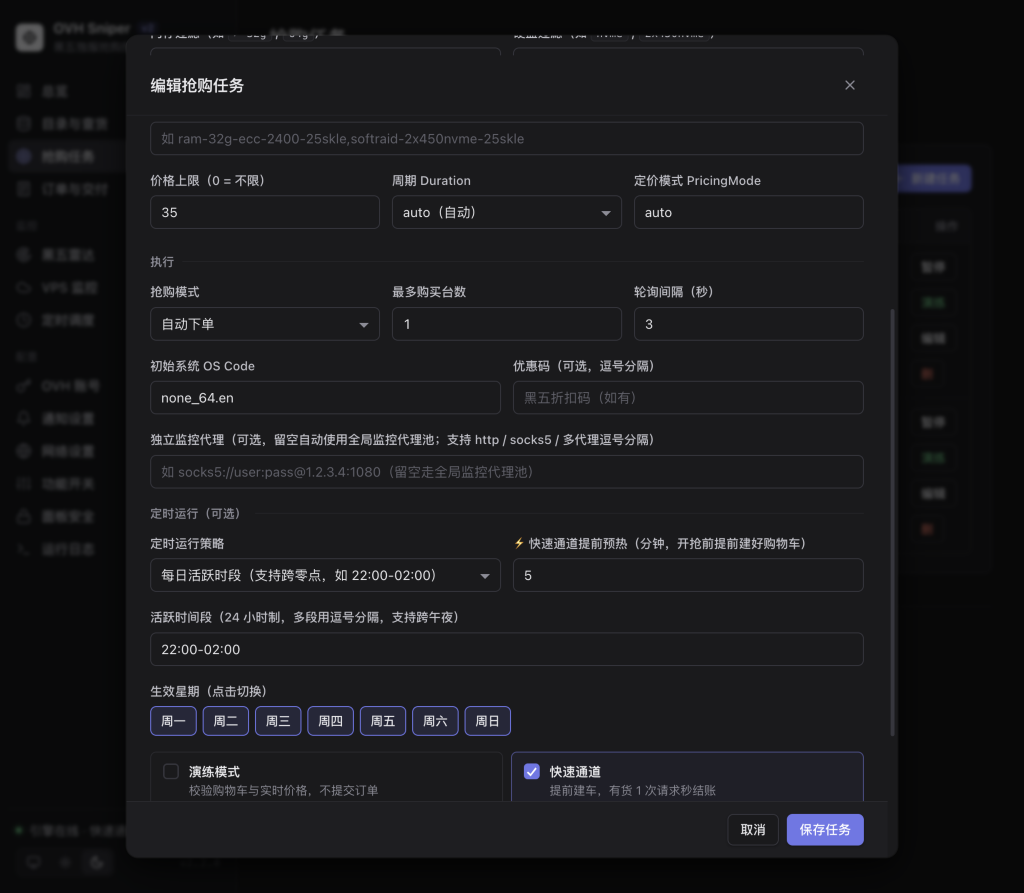 OVH Sniper
编辑抢购任务
如 ram-32g-ecc-2400-25skle,softraid-2x450nvme-25skle
价格上限（0 = 不限） 周期 Duration 定价模式 PricingMode
35 auto（自动） auto
执行
抢购模式 最多购买台数 轮询间隔（秒）
自动下单 1 3
初始系统 OS Code 优惠码（可选，逗号分隔）
none_64.en 黑五折扣码（如有）
独立监控代理（可选，留空自动使用全局监控代理池；支持 http / socks5 / 多代理逗号分隔）
如 socks5://user:pass@1.2.3.4:1080（留空走全局监控代理池）
定时运行（可选）
定时运行策略 ⚡ 快速通道提前预热（分钟，开抢前提前建好购物车）
每日活跃时段（支持跨零点，如 22:00-02:00） 5
活跃时间段（24 小时制，多段用逗号分隔，支持跨午夜）
22:00-02:00
生效星期（点击切换）
周一 周二 周三 周四 周五 周六 周日
演练模式 快速通道
校验购物车与实时价格，不提交订单 提前建车，有货 1 次请求秒结账
取消 保存任务